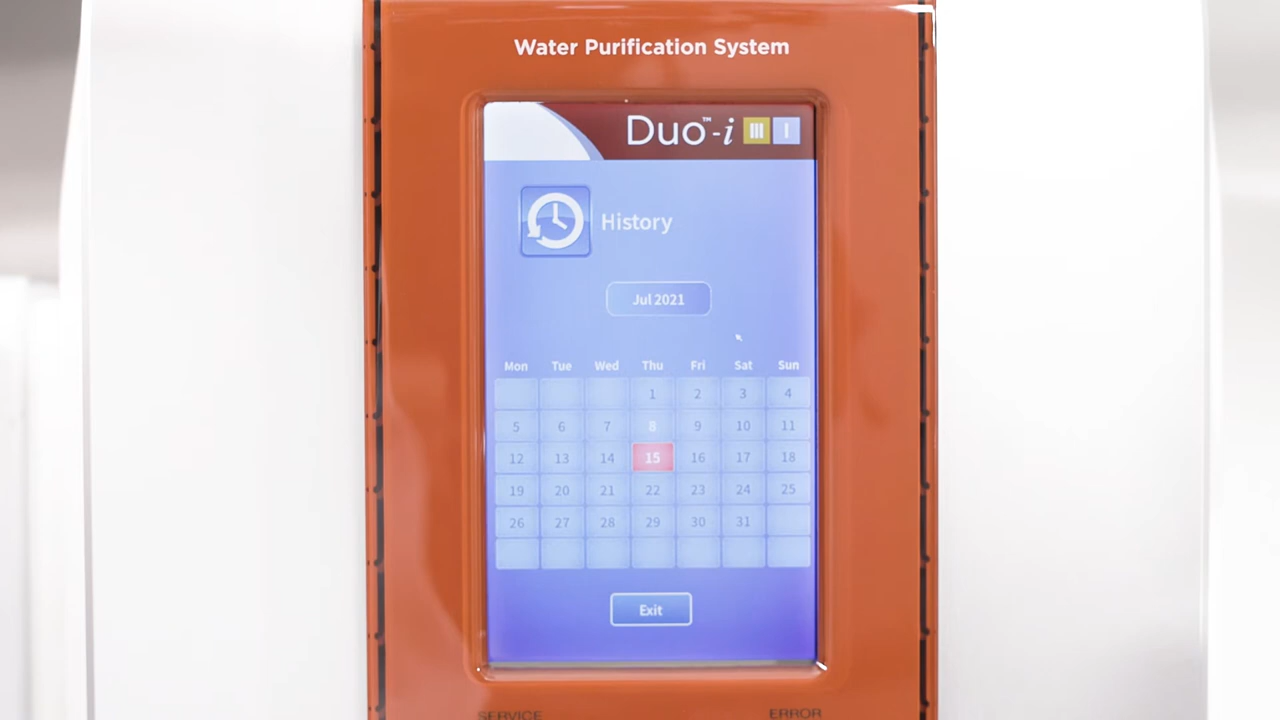 Water Purification System
Duo™-i III I
History
Jul 2021
Mon Tue Wed Thu Fri Sat Sun
1 2 3 4
5 6 7 8 9 10 11
12 13 14 15 16 17 18
19 20 21 22 23 24 25
26 27 28 29 30 31
Exit
SERVICE ERROR